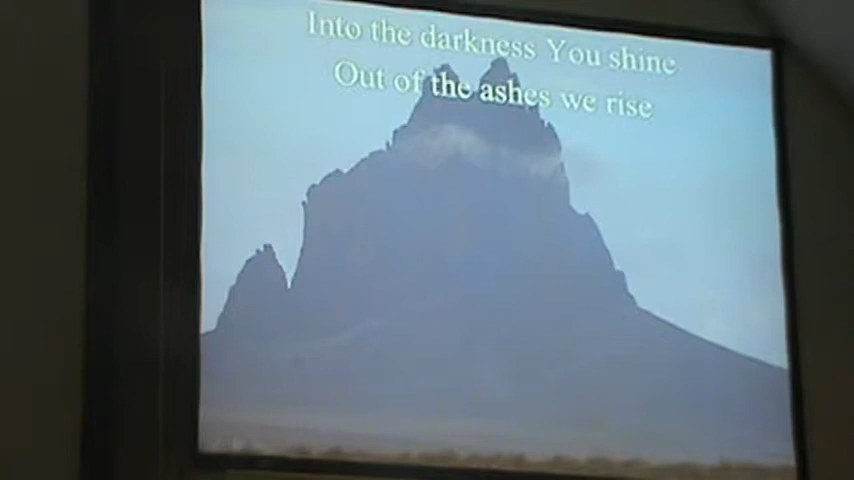 Into the darkness You shine
Out of the ashes we rise